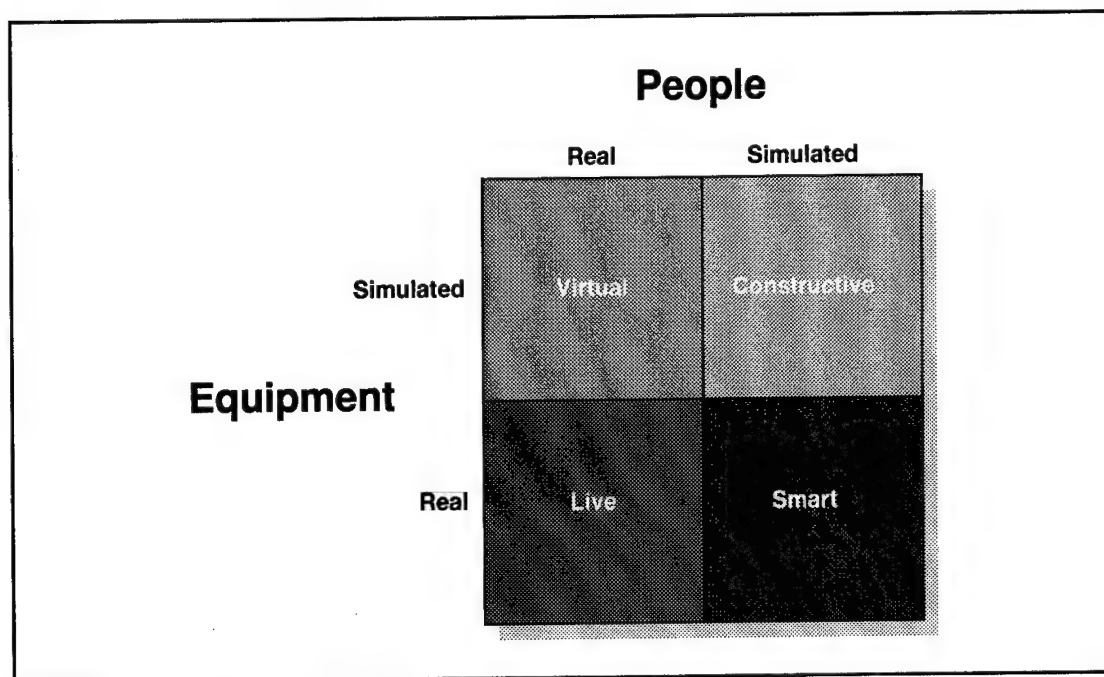 People
Real Simulated
Simulated Virtual Constructive
Equipment
Real Live Smart